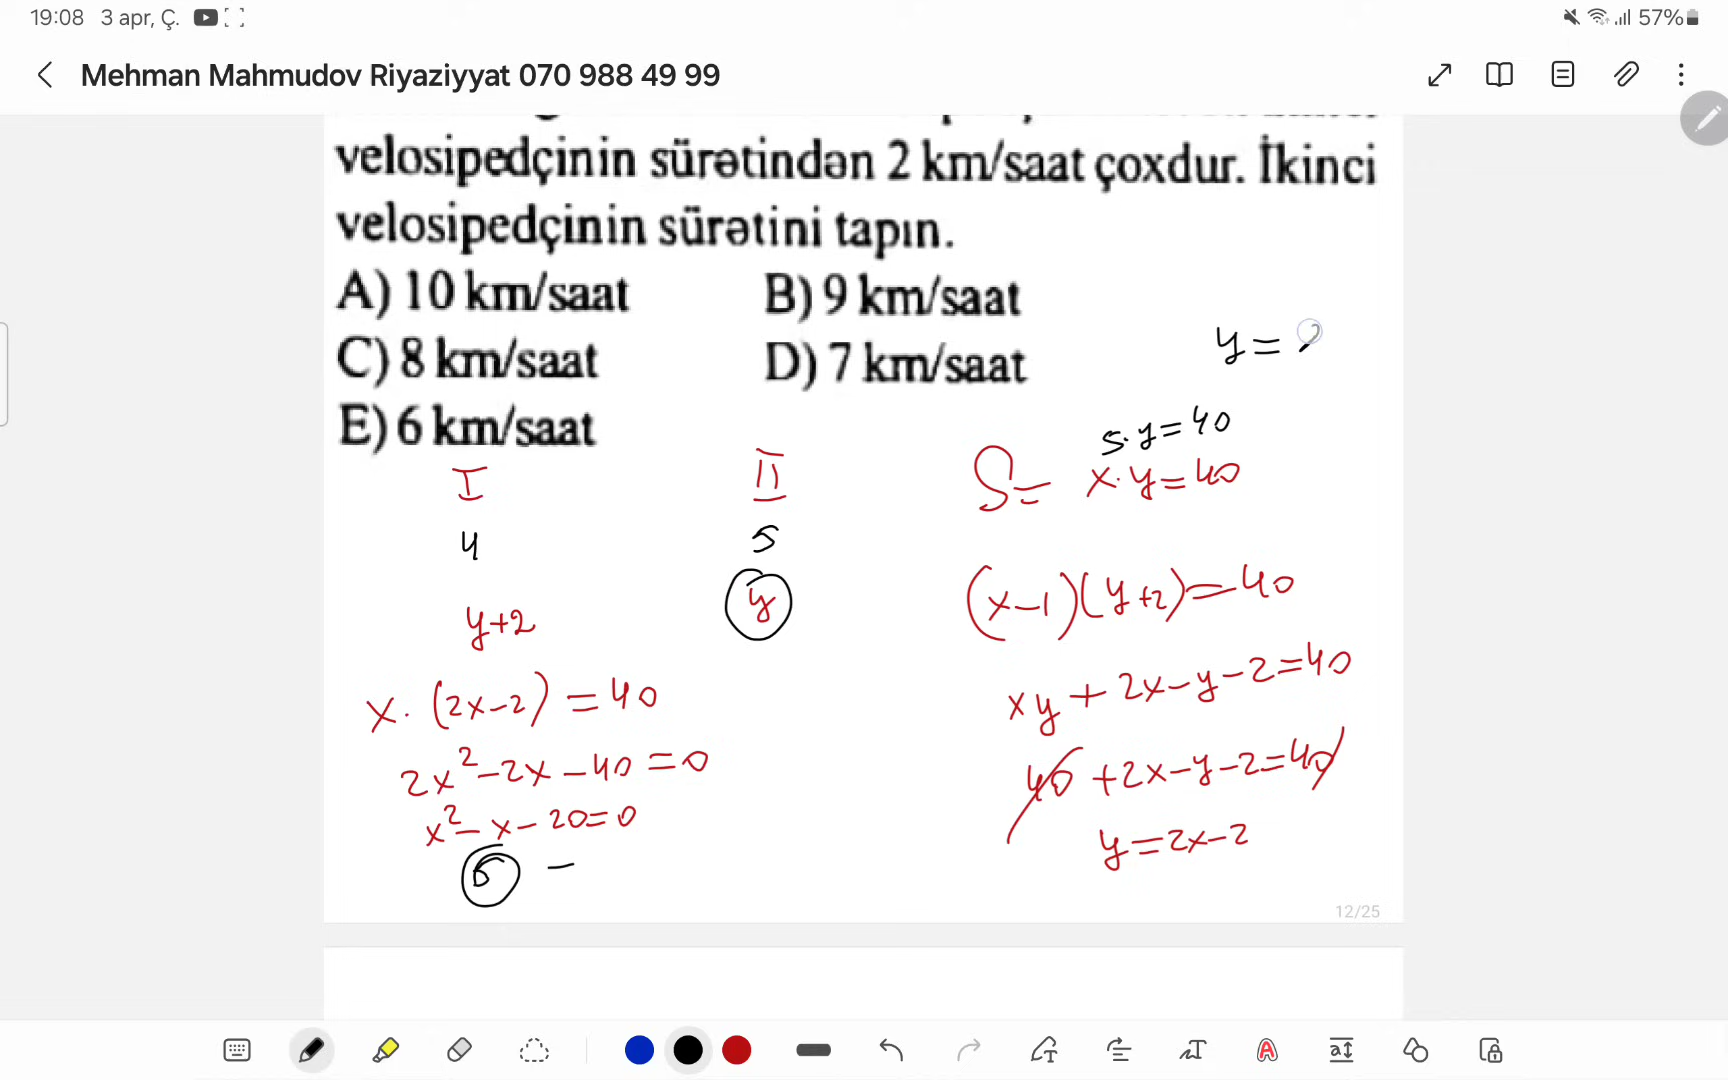 19:08 3 apr, Ç. 57%
Mehman Mahmudov Riyaziyyat 070 988 49 99
velosipedçinin sürətindən 2 km/saat çoxdur. İkinci
velosipedçinin sürətini tapın.
A) 10 km/saat B) 9 km/saat
C) 8 km/saat D) 7 km/saat
E) 6 km/saat
y =
5·y=40
I II S= x·y=40
4 5
y+2 y
(x-1)(y+2)=40
x·(2x-2)=40
xy+2x-y-2=40
2x²-2x-40=0
40+2x-y-2=40
x²-x-20=0
y=2x-2
5 -
12/25